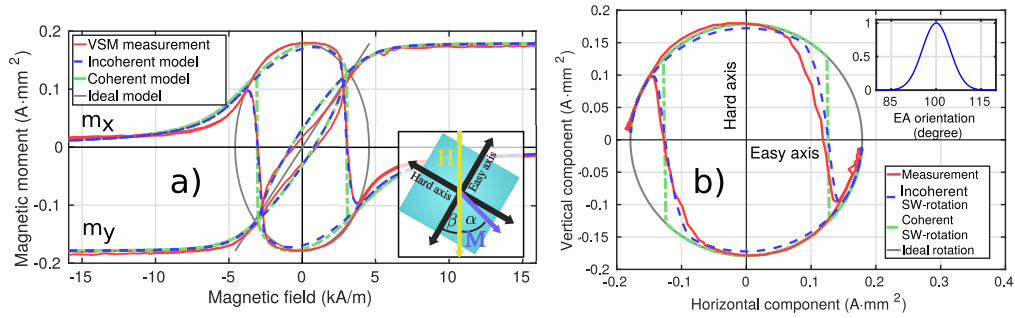 0.2
0.1
0
-0.1
-0.2
Magnetic moment (A·mm ²)
VSM measurement
Incoherent model
Coherent model
Ideal model
mx
my
a)
H
Hard axis
Easy axis
β
α
M
-15
-10
-5
0
5
10
15
Magnetic field (kA/m)
0.2
0.15
0.1
0.05
0
-0.05
-0.1
-0.15
-0.2
Vertical component (A·mm ²)
Hard axis
Easy axis
b)
1
0.5
0
85
100
115
EA orientation
(degree)
Measurement
Incoherent
SW-rotation
Coherent
SW-rotation
Ideal rotation
-0.2
-0.1
0
0.1
0.2
0.3
0.4
Horizontal component (A·mm ²)